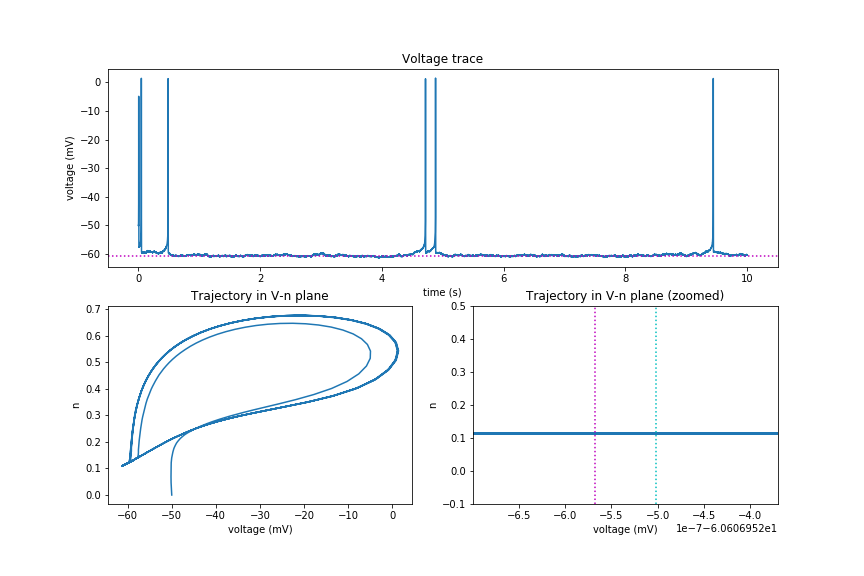 Voltage trace
voltage (mV)
0
−10
−20
−30
−40
−50
−60
0 2 4 6 8 10
time (s)
Trajectory in V-n plane
n
0.7
0.6
0.5
0.4
0.3
0.2
0.1
0.0
−60 −50 −40 −30 −20 −10 0
voltage (mV)
Trajectory in V-n plane (zoomed)
n
0.5
0.4
0.3
0.2
0.1
0.0
−0.1
−6.5 −6.0 −5.5 −5.0 −4.5 −4.0
voltage (mV)
1e−7−6.0606952e1